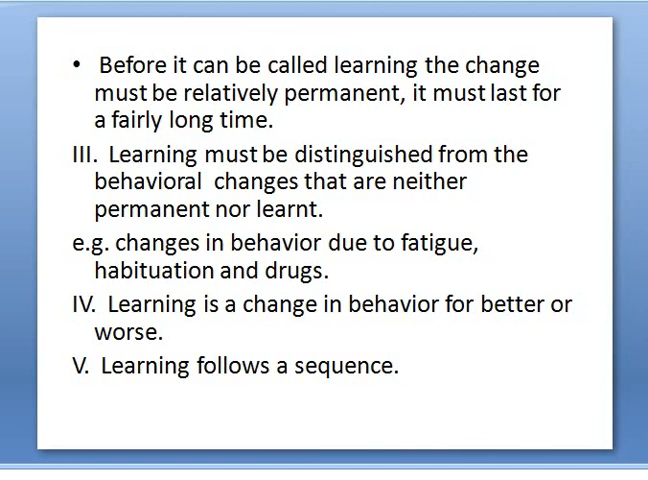 • Before it can be called learning the change
must be relatively permanent, it must last for
a fairly long time.
III. Learning must be distinguished from the
behavioral changes that are neither
permanent nor learnt.
e.g. changes in behavior due to fatigue,
habituation and drugs.
IV. Learning is a change in behavior for better or
worse.
V. Learning follows a sequence.